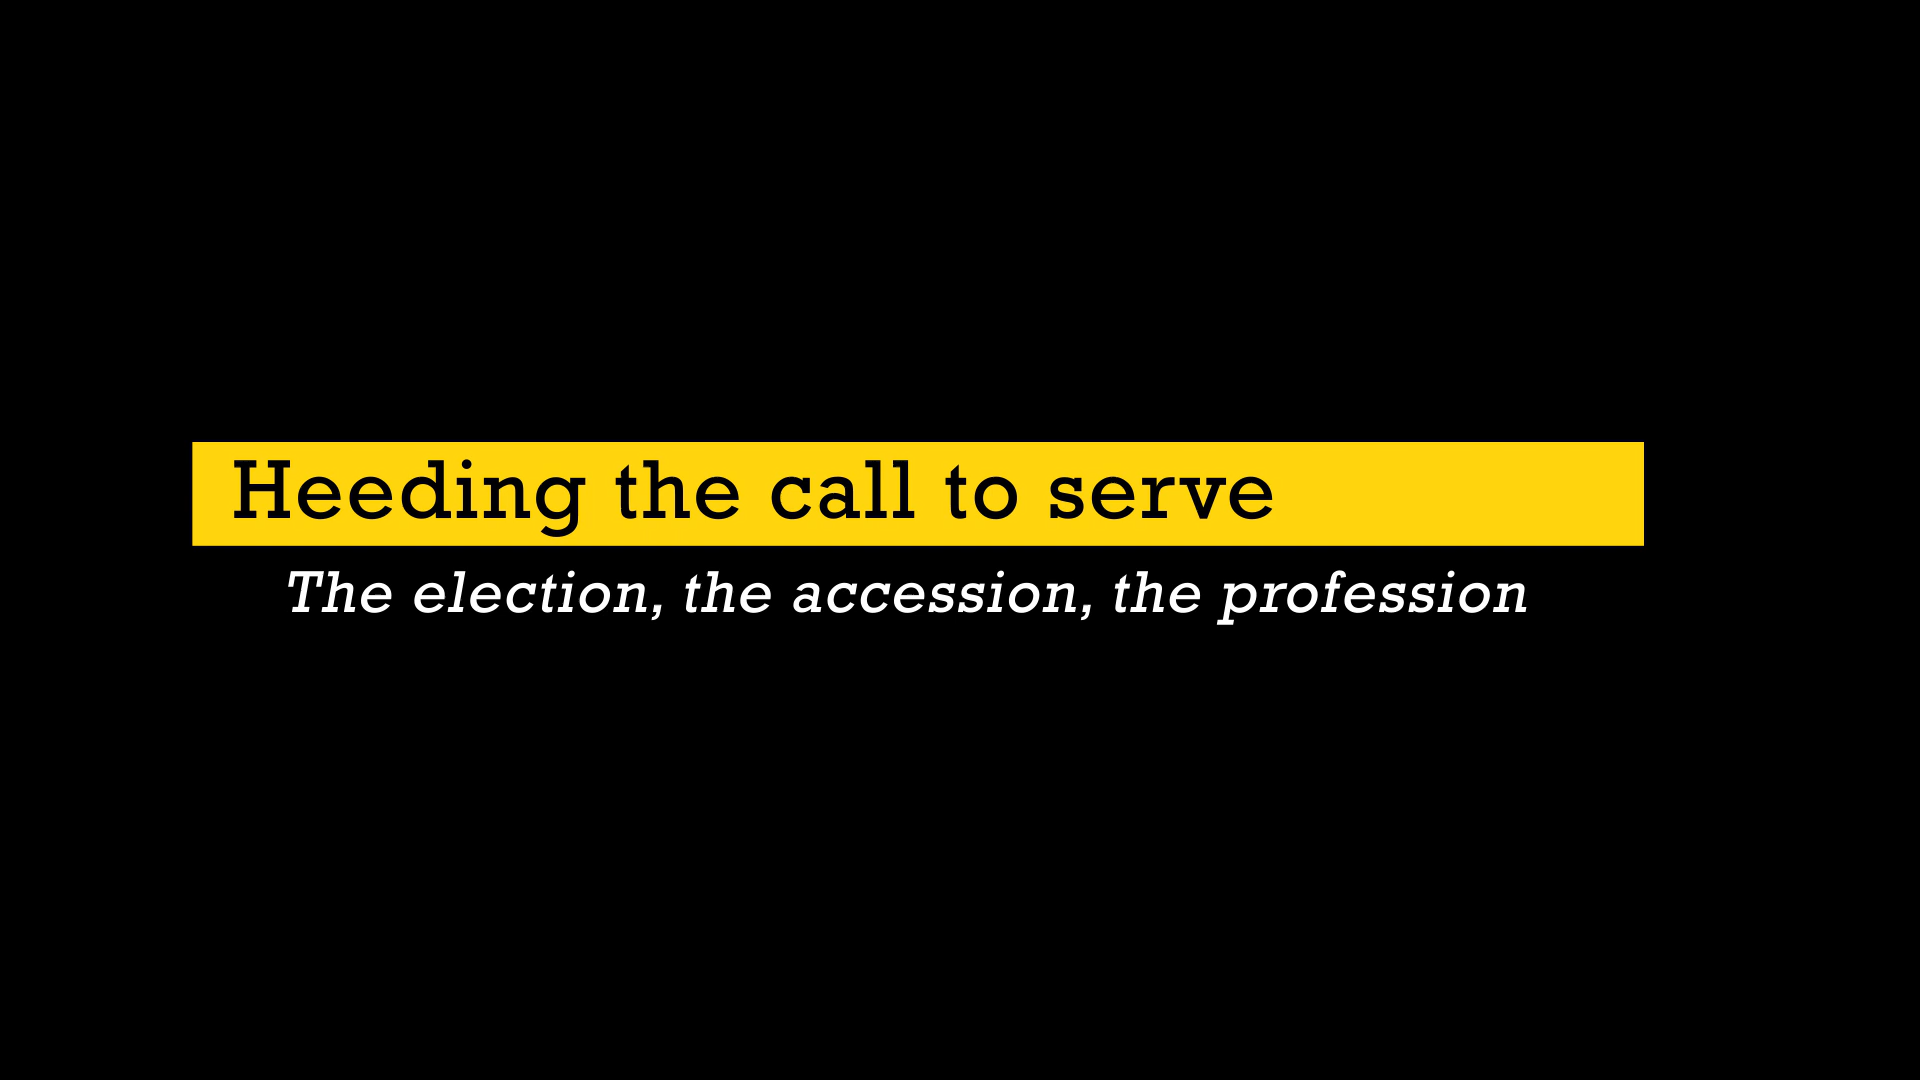 Heeding the call to serve
The election, the accession, the profession